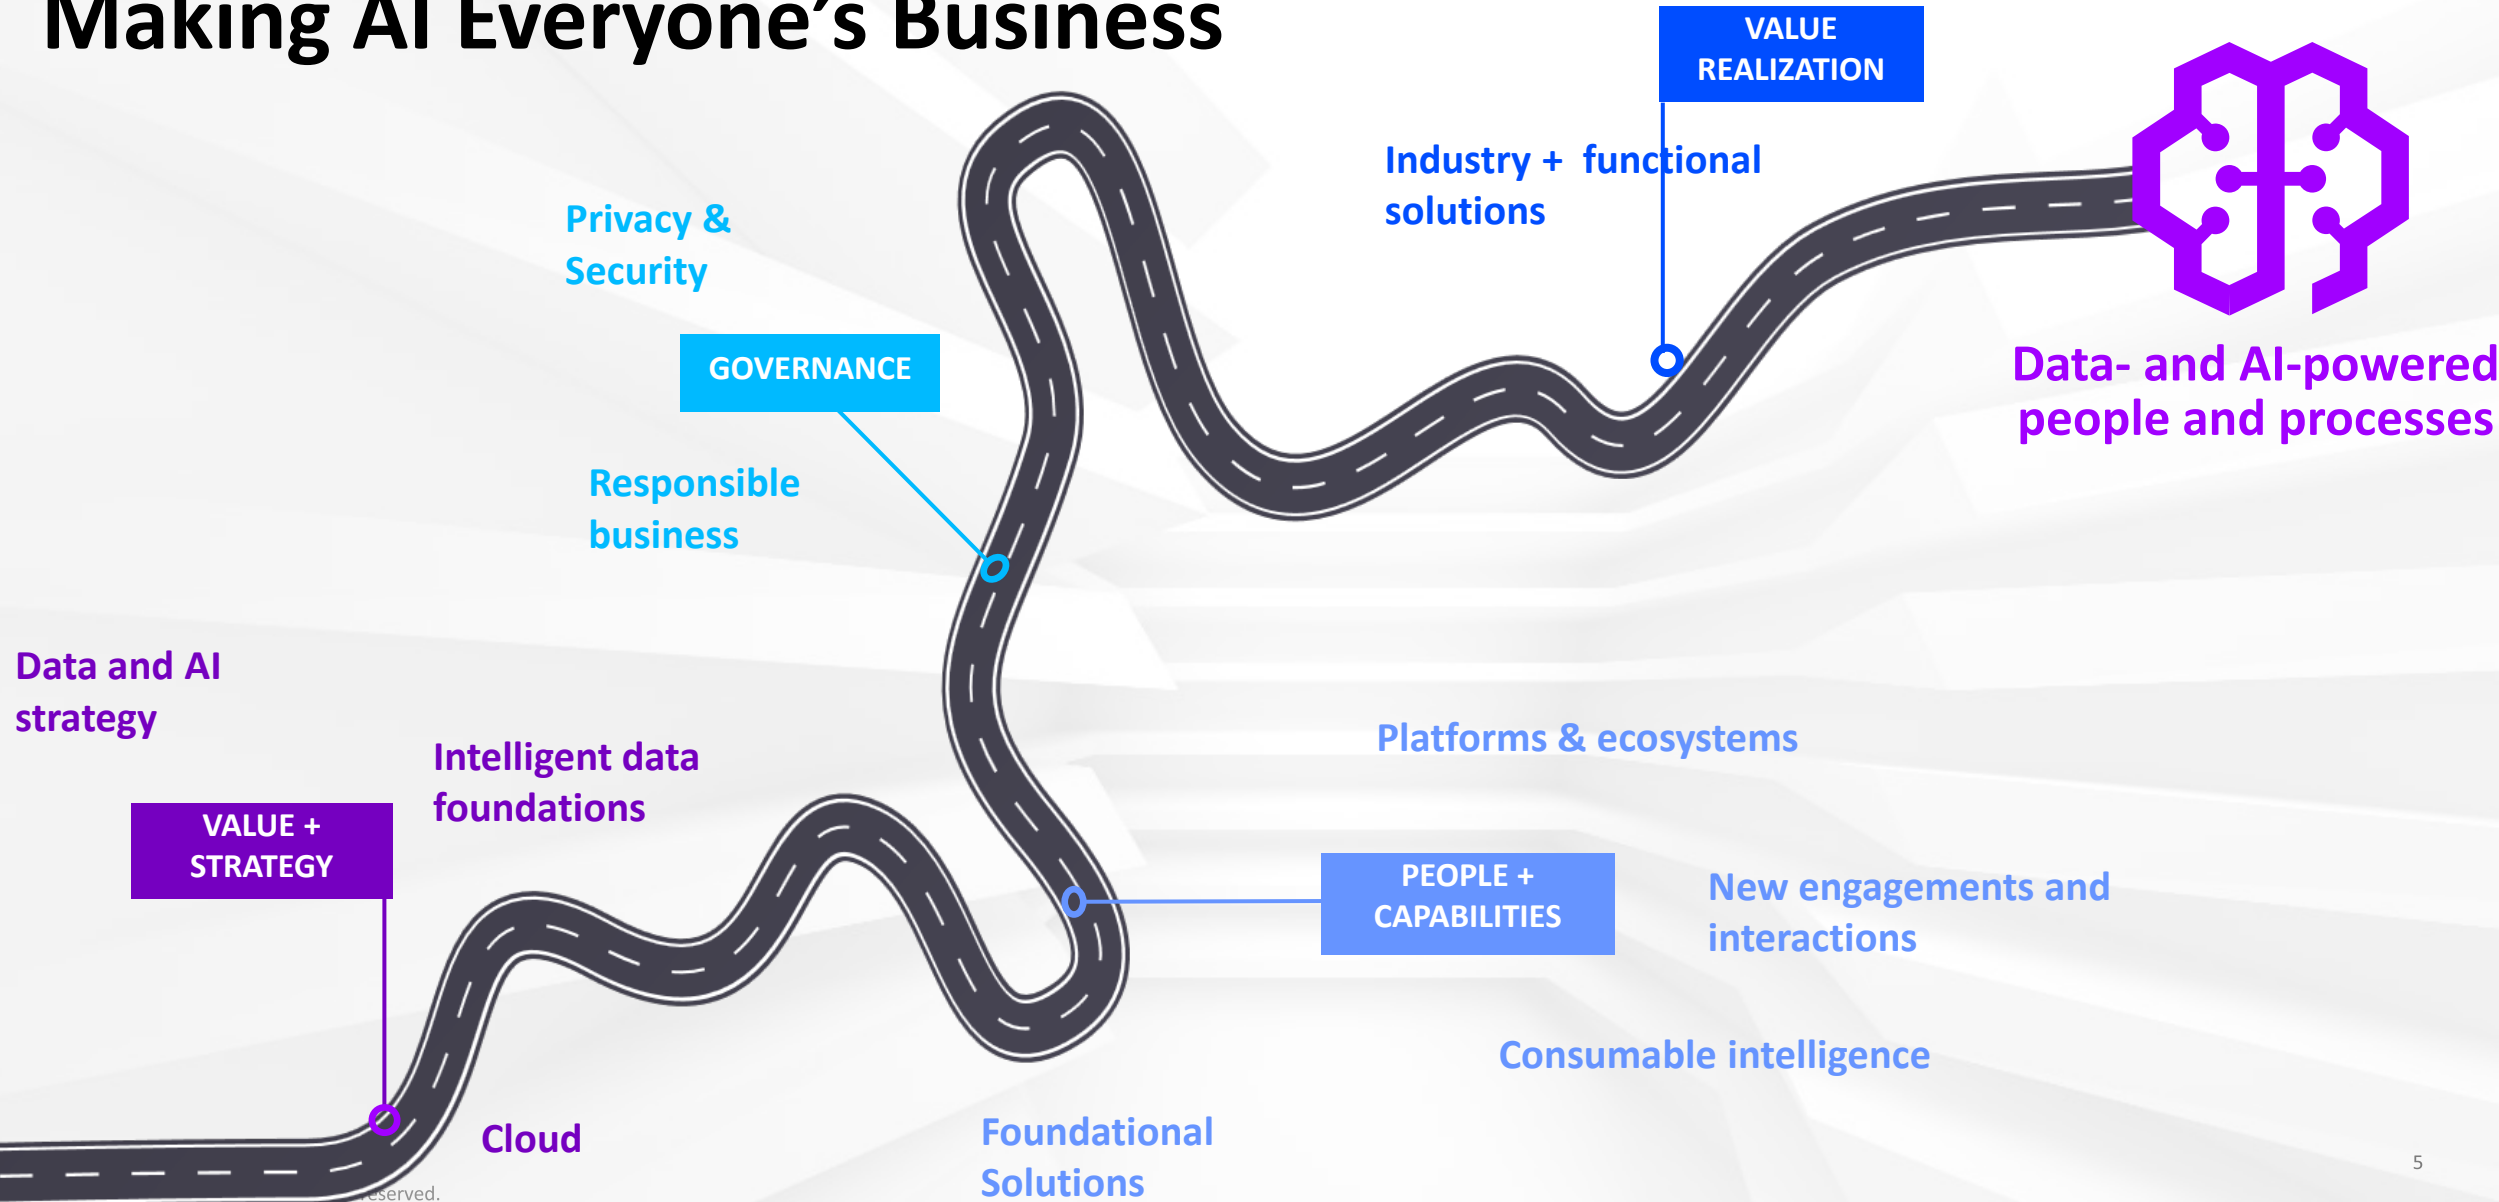 Making AI Everyone's Business
VALUE
REALIZATION
Industry + functional
solutions
Privacy &
Security
GOVERNANCE
Data- and AI-powered
people and processes
Responsible
business
Data and AI
strategy
Intelligent data
foundations
Platforms & ecosystems
VALUE +
STRATEGY
PEOPLE +
CAPABILITIES
New engagements and
interactions
Consumable intelligence
Cloud
Foundational
Solutions
5